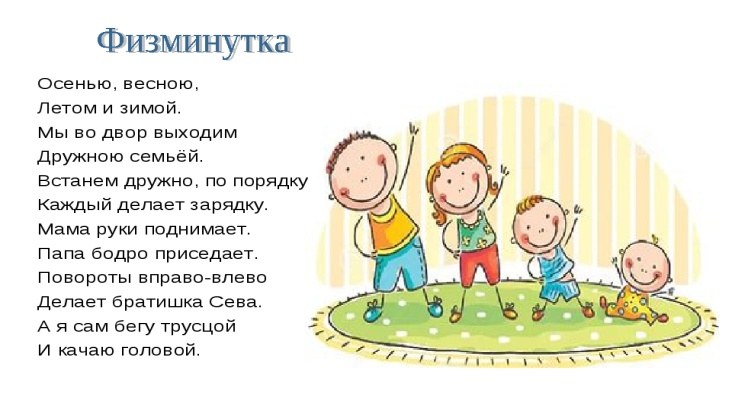 Физминутка
Осенью, весною,
Летом и зимой.
Мы во двор выходим
Дружною семьёй.
Встанем дружно, по порядку
Каждый делает зарядку.
Мама руки поднимает.
Папа бодро приседает.
Повороты вправо-влево
Делает братишка Сева.
А я сам бегу трусцой
И качаю головой.